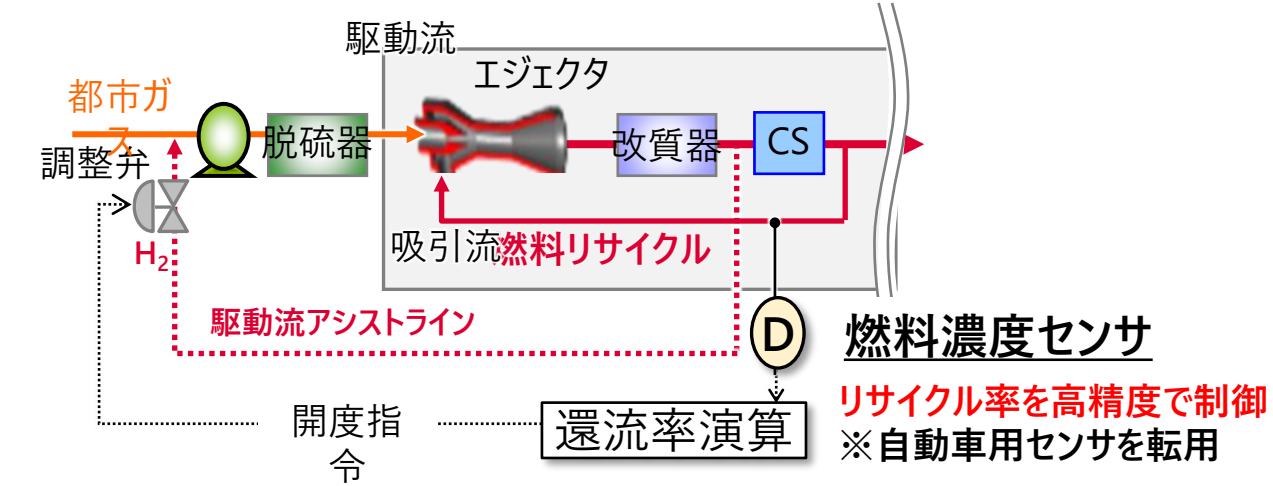 駆動流
エジェクタ
都市ガ
ス
脱硫器
改質器
CS
調整弁
H₂
吸引流
燃料リサイクル
駆動流アシストライン
D
燃料濃度センサ
リサイクル率を高精度で制御
※自動車用センサを転用
開度指
令
還流率演算